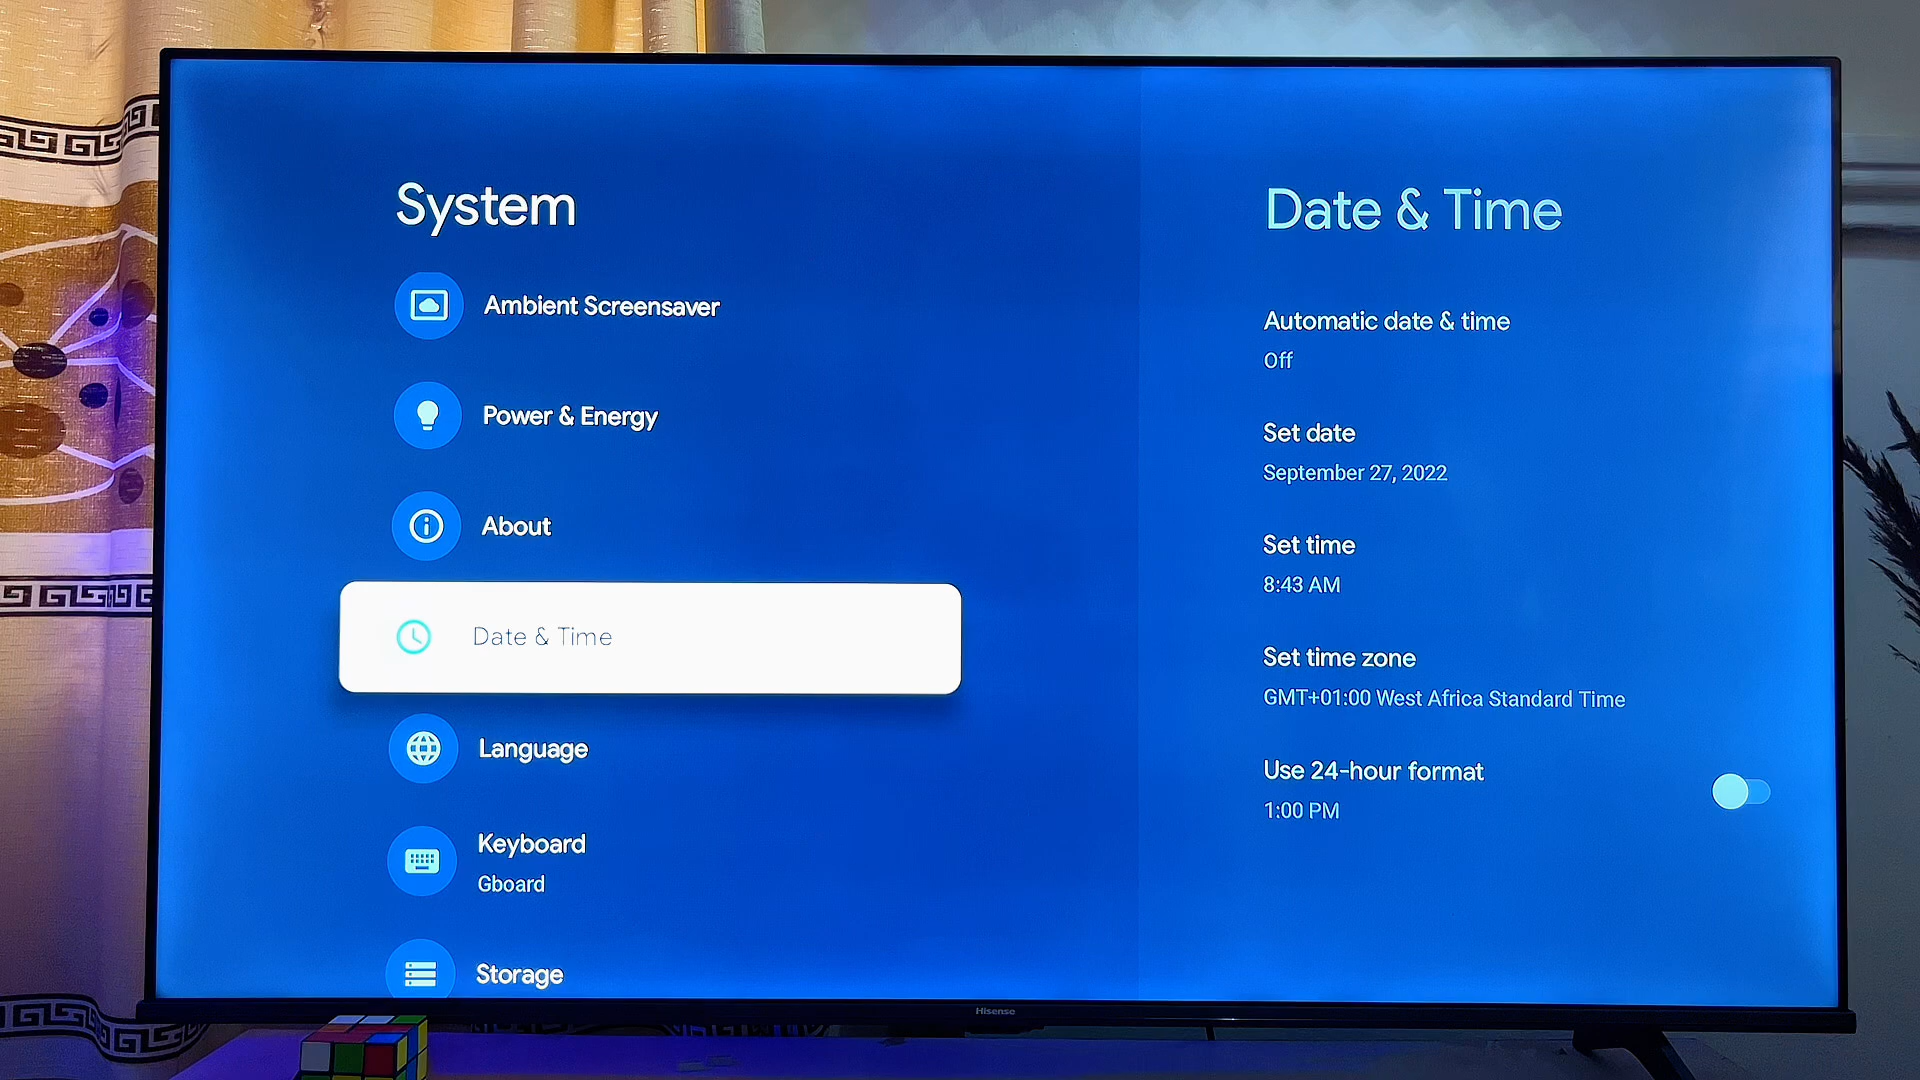 System
Ambient Screensaver
Power & Energy
About
Date & Time
Language
Keyboard
Gboard
Storage
Date & Time
Automatic date & time
Off
Set date
September 27, 2022
Set time
8:43 AM
Set time zone
GMT+01:00 West Africa Standard Time
Use 24-hour format
1:00 PM
Hisense